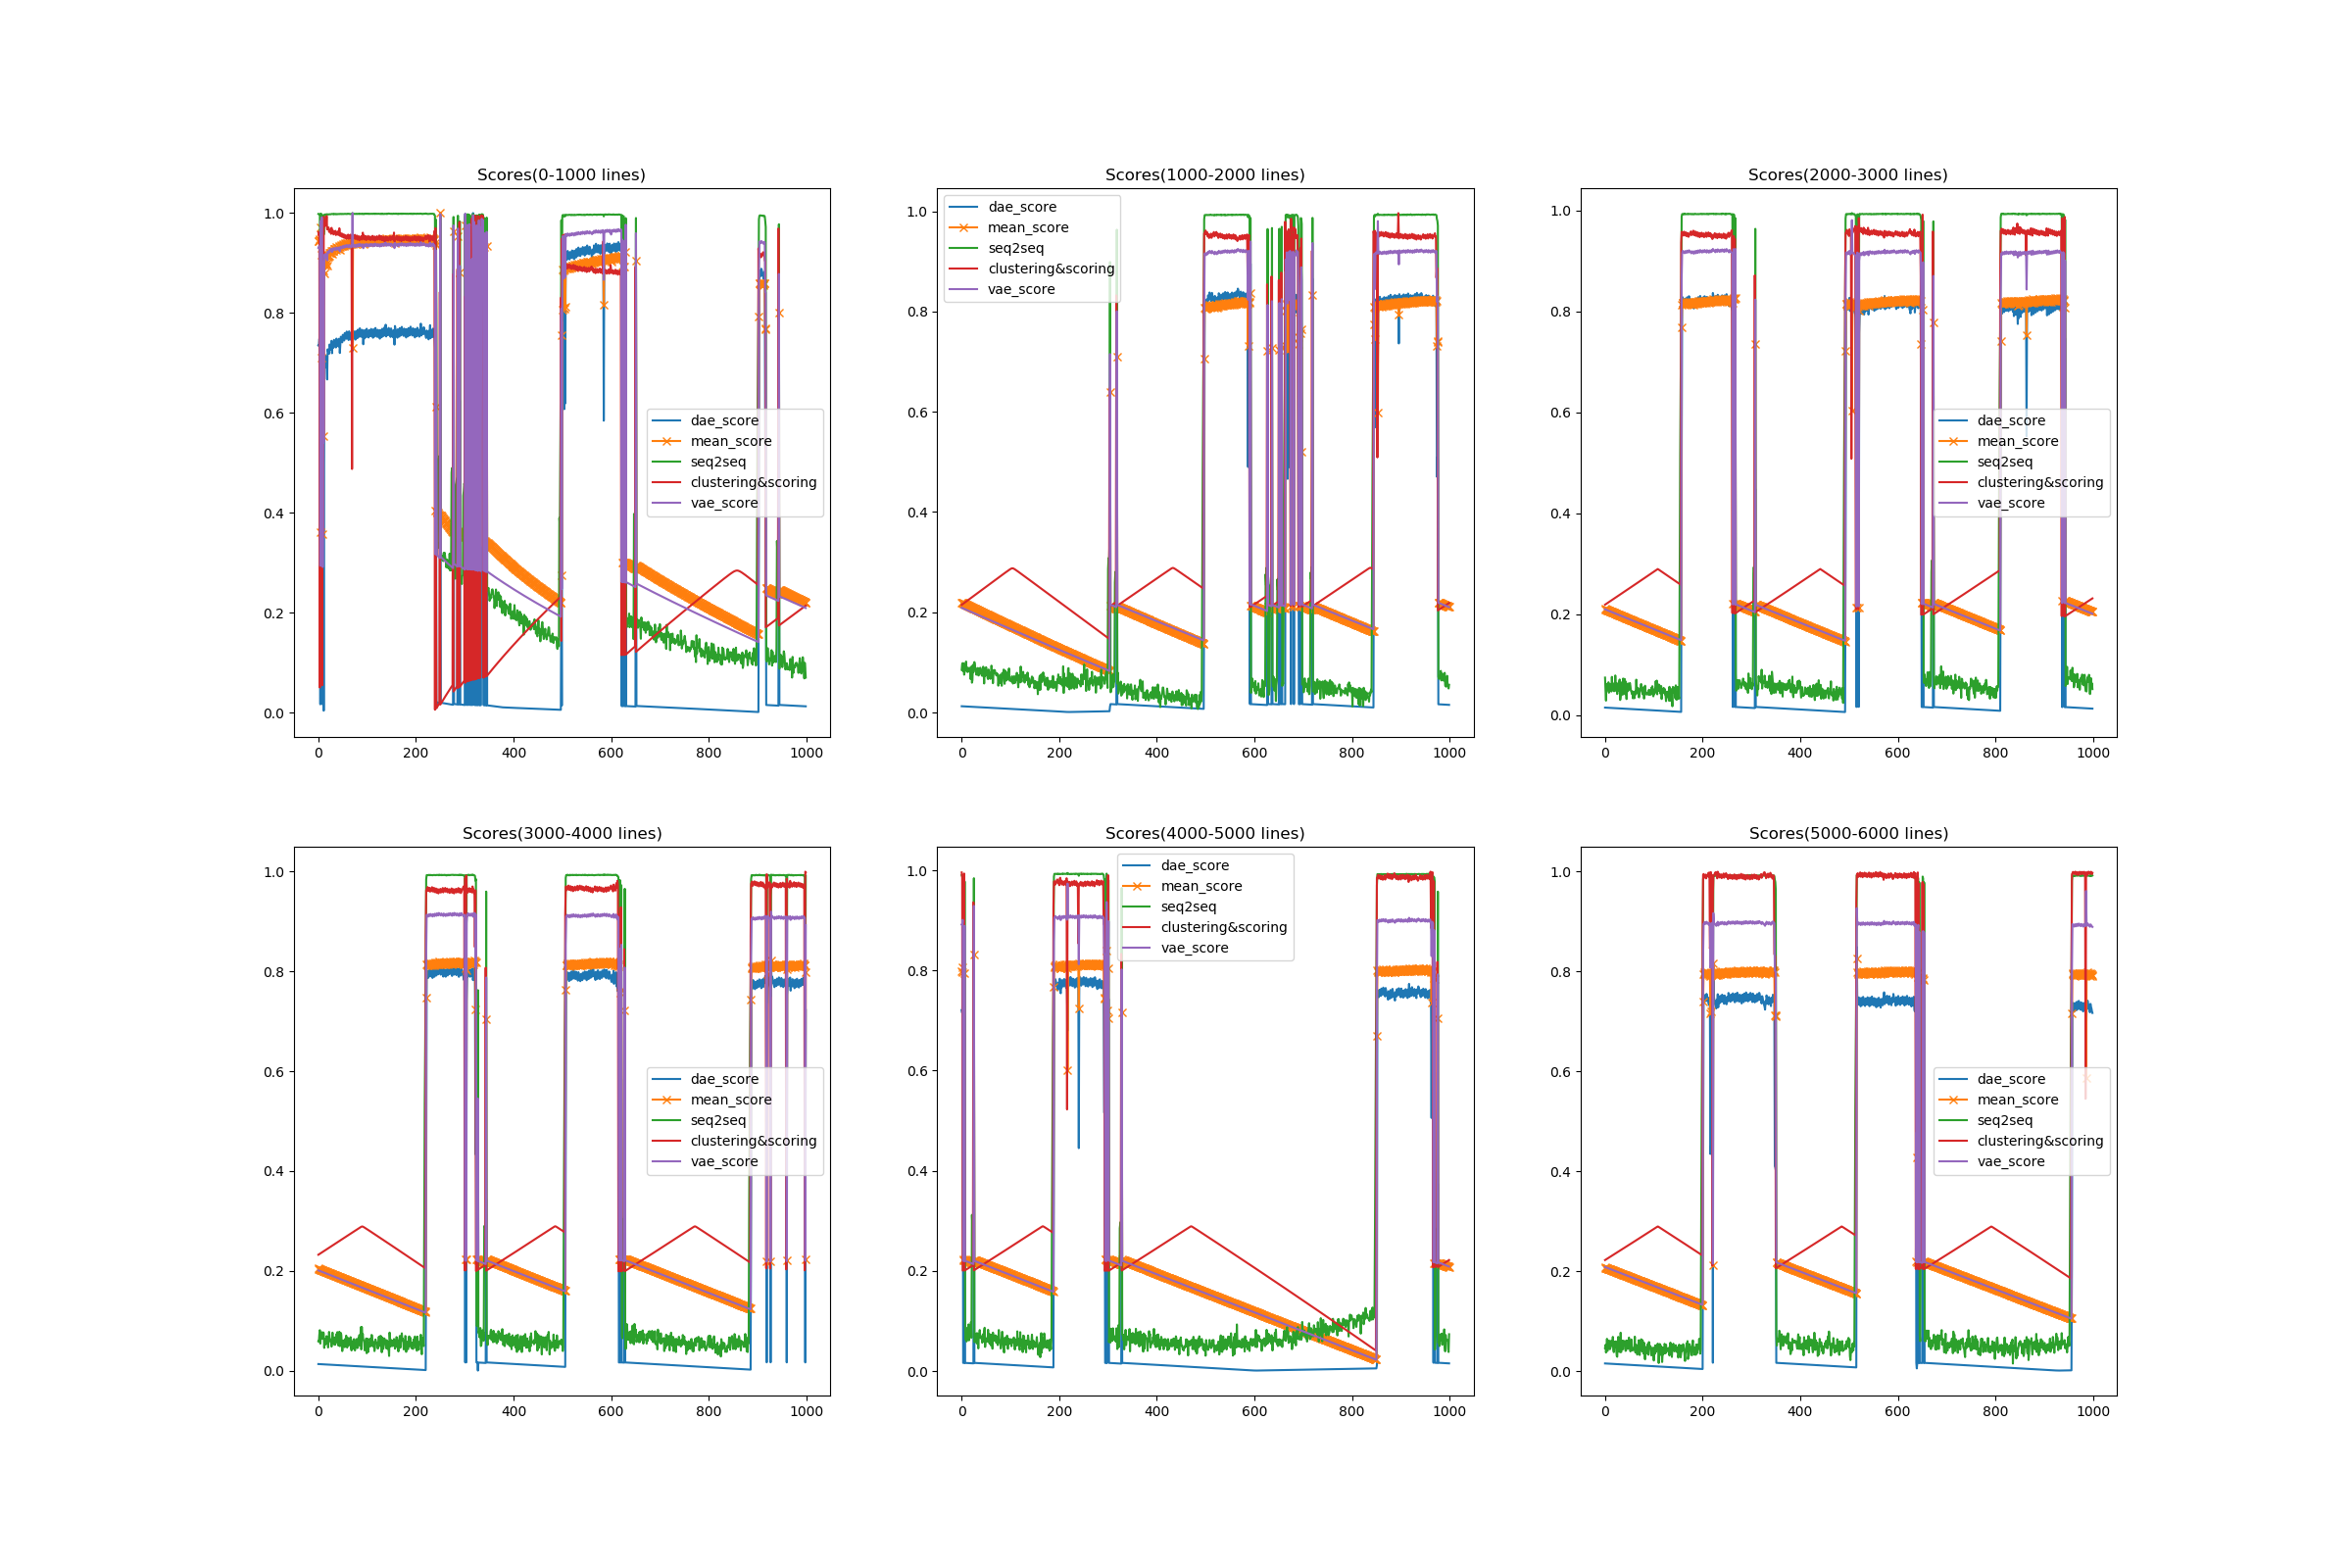 Scores(0-1000 lines)
1.0
0.8
0.6
0.4
0.2
0.0
0 200 400 600 800 1000
dae_score
mean_score
seq2seq
clustering&scoring
vae_score
Scores(1000-2000 lines)
1.0
0.8
0.6
0.4
0.2
0.0
0 200 400 600 800 1000
dae_score
mean_score
seq2seq
clustering&scoring
vae_score
Scores(2000-3000 lines)
1.0
0.8
0.6
0.4
0.2
0.0
0 200 400 600 800 1000
dae_score
mean_score
seq2seq
clustering&scoring
vae_score
Scores(3000-4000 lines)
1.0
0.8
0.6
0.4
0.2
0.0
0 200 400 600 800 1000
dae_score
mean_score
seq2seq
clustering&scoring
vae_score
Scores(4000-5000 lines)
1.0
0.8
0.6
0.4
0.2
0.0
0 200 400 600 800 1000
dae_score
mean_score
seq2seq
clustering&scoring
vae_score
Scores(5000-6000 lines)
1.0
0.8
0.6
0.4
0.2
0.0
0 200 400 600 800 1000
dae_score
mean_score
seq2seq
clustering&scoring
vae_score